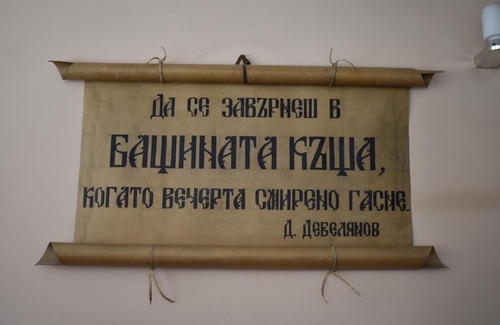 ДА СЕ ЗАВЪРНЕШ В
БАЩИНАТА КЪЩА,
КОГАТО ВЕЧЕРТА СМИРЕНО ГАСНЕ
Д. ДЕБЕЛЯНОВ